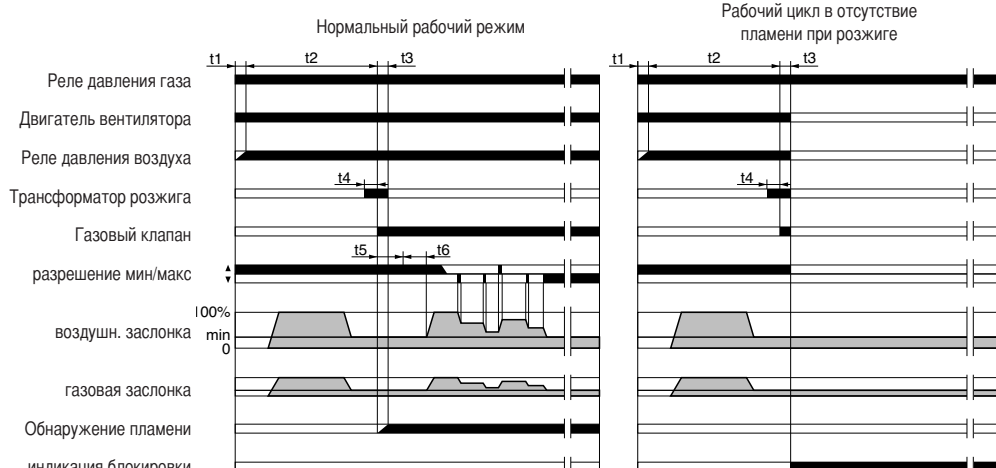 Нормальный рабочий режим
Рабочий цикл в отсутствие
пламени при розжиге
t1 t2 t3 t1 t2 t3
Реле давления газа
Двигатель вентилятора
Реле давления воздуха
t4 t4
Трансформатор розжига
Газовый клапан
t5 t6
разрешение мин/макс
100%
воздушн. заслонка
min
0
газовая заслонка
Обнаружение пламени
индикация блокировки